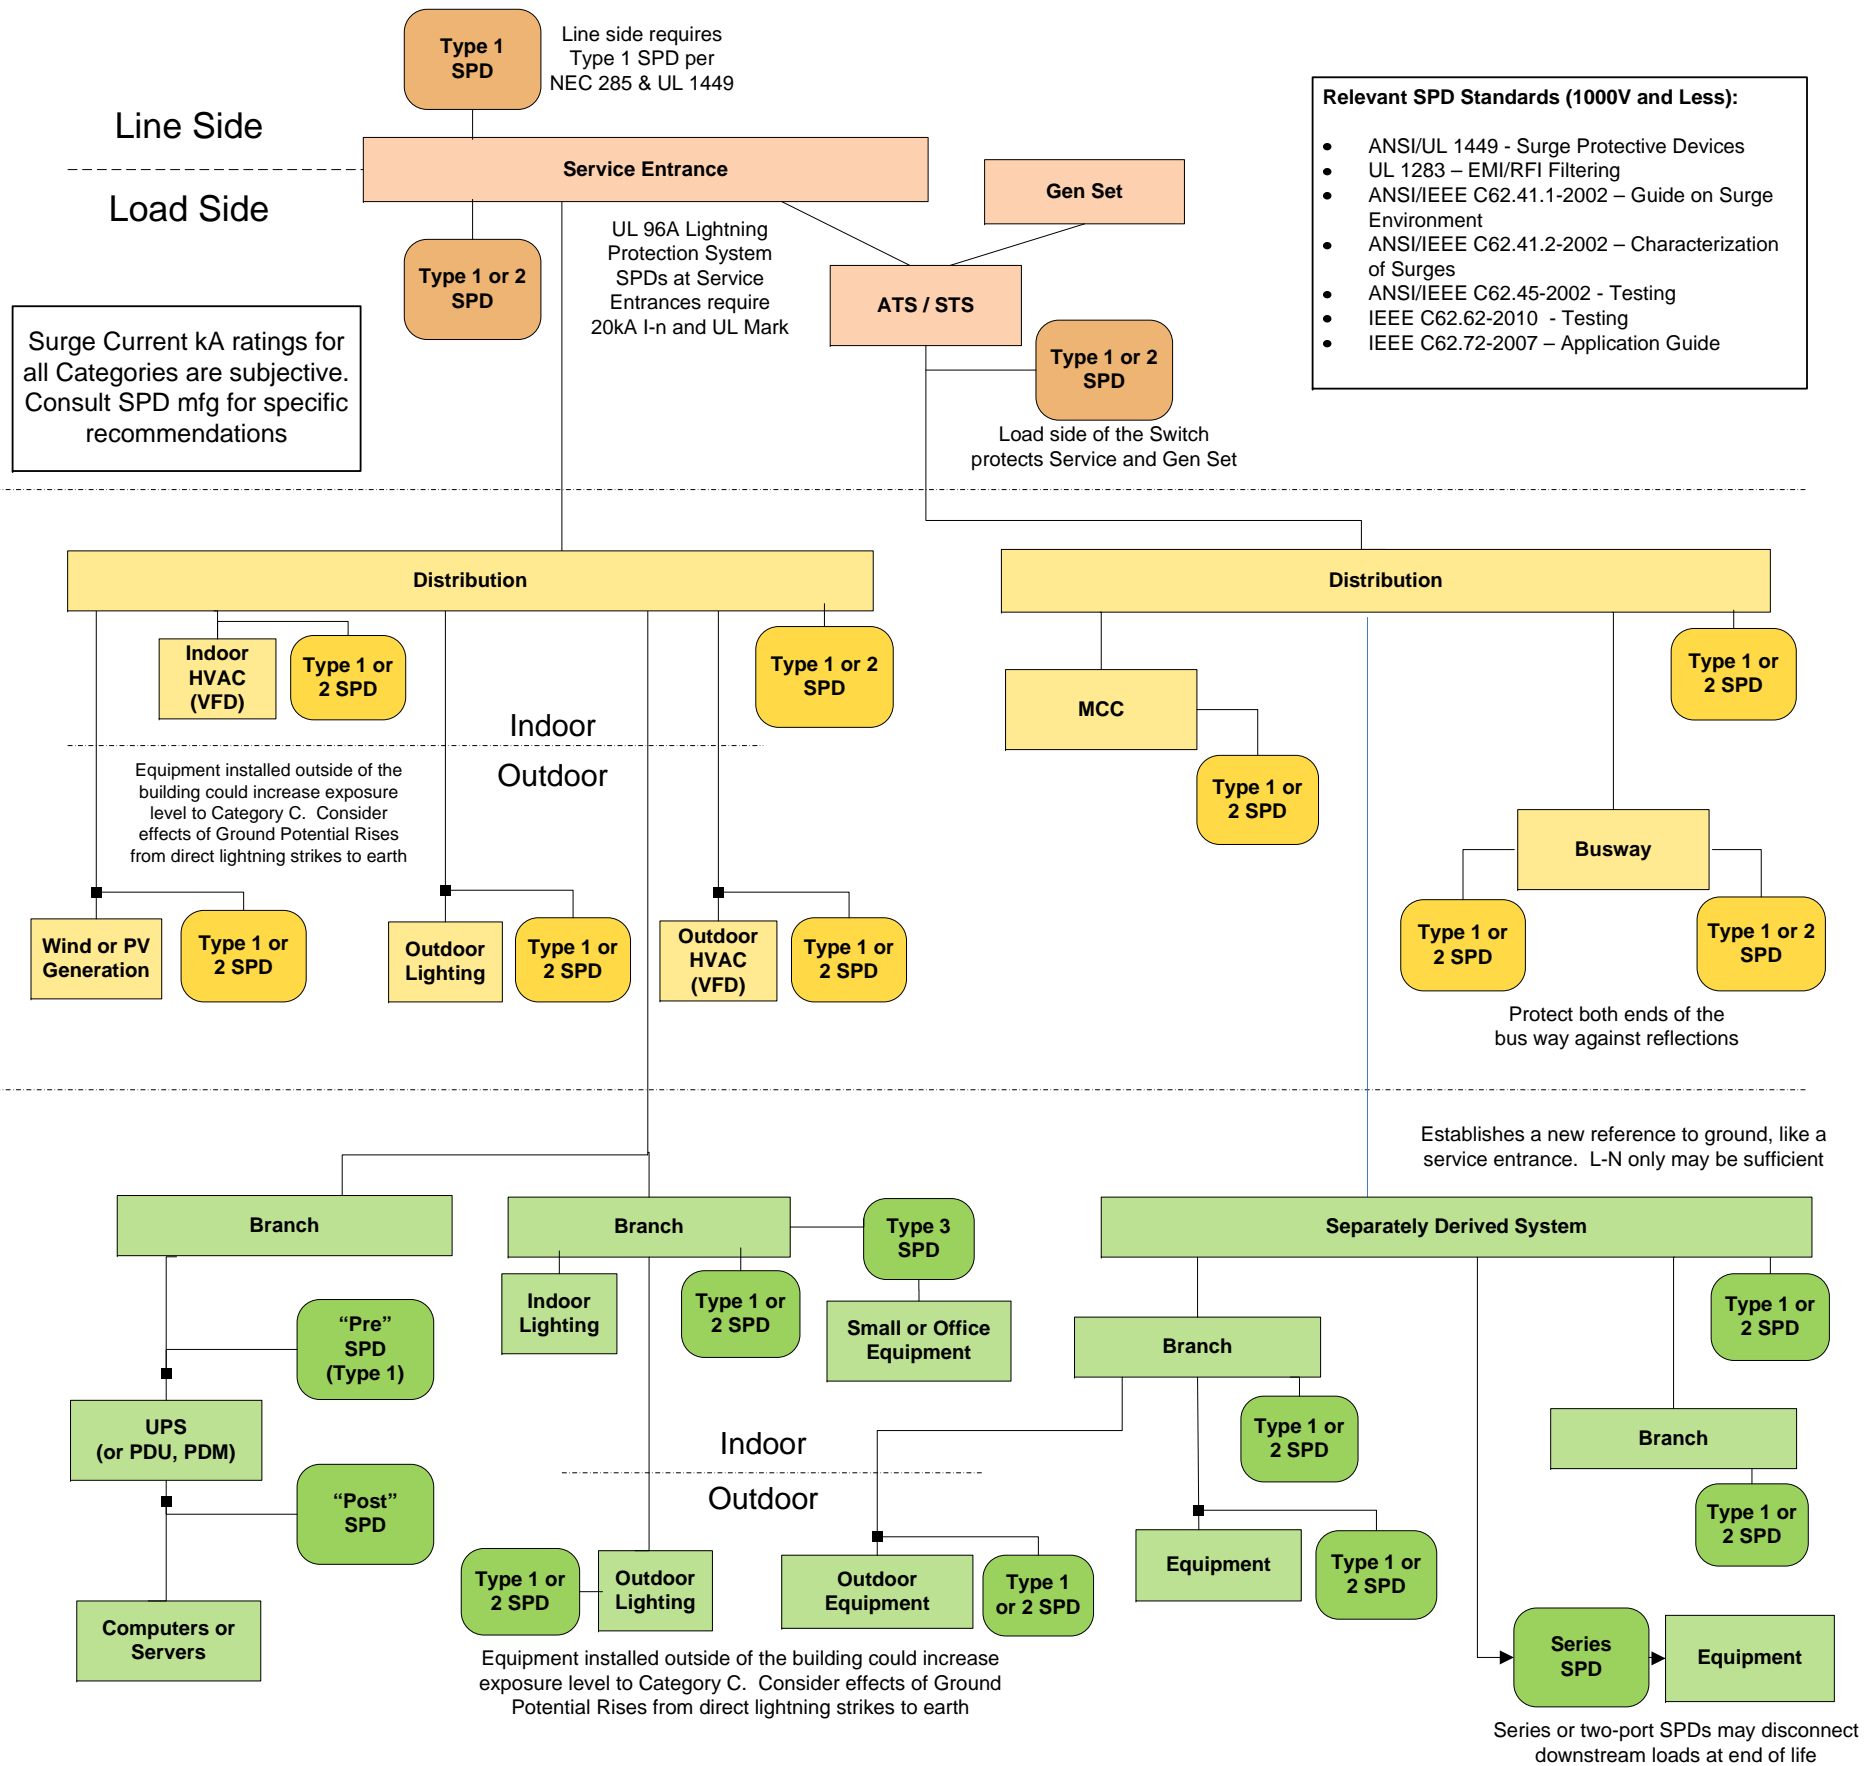 Type 1
SPD
Line side requires
Type 1 SPD per
NEC 285 & UL 1449
Relevant SPD Standards (1000V and Less):
• ANSI/UL 1449 - Surge Protective Devices
• UL 1283 – EMI/RFI Filtering
• ANSI/IEEE C62.41.1-2002 – Guide on Surge
Environment
• ANSI/IEEE C62.41.2-2002 – Characterization
of Surges
• ANSI/IEEE C62.45-2002 - Testing
• IEEE C62.62-2010 - Testing
• IEEE C62.72-2007 – Application Guide
Line Side
Load Side
Service Entrance
Gen Set
Type 1 or 2
SPD
UL 96A Lightning
Protection System
SPDs at Service
Entrances require
20kA I-n and UL Mark
ATS / STS
Type 1 or 2
SPD
Load side of the Switch
protects Service and Gen Set
Surge Current kA ratings for
all Categories are subjective.
Consult SPD mfg for specific
recommendations
Distribution
Distribution
Indoor
HVAC
(VFD)
Type 1 or
2 SPD
Type 1 or 2
SPD
Indoor
Outdoor
MCC
Type 1 or
2 SPD
Type 1 or
2 SPD
Equipment installed outside of the
building could increase exposure
level to Category C. Consider
effects of Ground Potential Rises
from direct lightning strikes to earth
Busway
Wind or PV
Generation
Type 1 or
2 SPD
Outdoor
Lighting
Type 1 or
2 SPD
Outdoor
HVAC
(VFD)
Type 1 or
2 SPD
Type 1 or
2 SPD
Type 1 or 2
SPD
Protect both ends of the
bus way against reflections
Establishes a new reference to ground, like a
service entrance. L-N only may be sufficient
Branch
Branch
Type 3
SPD
Separately Derived System
Indoor
Lighting
Type 1 or
2 SPD
Small or Office
Equipment
Type 1 or
2 SPD
“Pre”
SPD
(Type 1)
Branch
UPS
(or PDU, PDM)
Indoor
Outdoor
Type 1 or
2 SPD
Branch
“Post”
SPD
Type 1 or
2 SPD
Computers or
Servers
Type 1 or
2 SPD
Outdoor
Lighting
Outdoor
Equipment
Type 1
or 2 SPD
Equipment
Type 1 or
2 SPD
Equipment installed outside of the building could increase
exposure level to Category C. Consider effects of Ground
Potential Rises from direct lightning strikes to earth
Series
SPD
Equipment
Series or two-port SPDs may disconnect
downstream loads at end of life